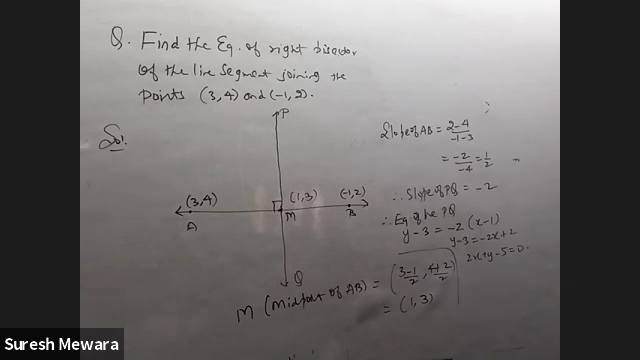 Q. Find the Eq. of right bisector
of the line segment joining the
points (3,4) and (-1,2).
Sol.
P
(3,4)
(1,3)
(-1,2)
A
M
B
Q
M (Midpoint of AB) = (3-1/2, 4+2/2)
= (1,3)
Slope of AB = 2-4/-1-3
= -2/-4 = 1/2
∴ Slope of PQ = -2
∴ Eq of the PQ
y-3 = -2(x-1)
y-3 = -2x+2
2x+y-5=0.
Suresh Mewara